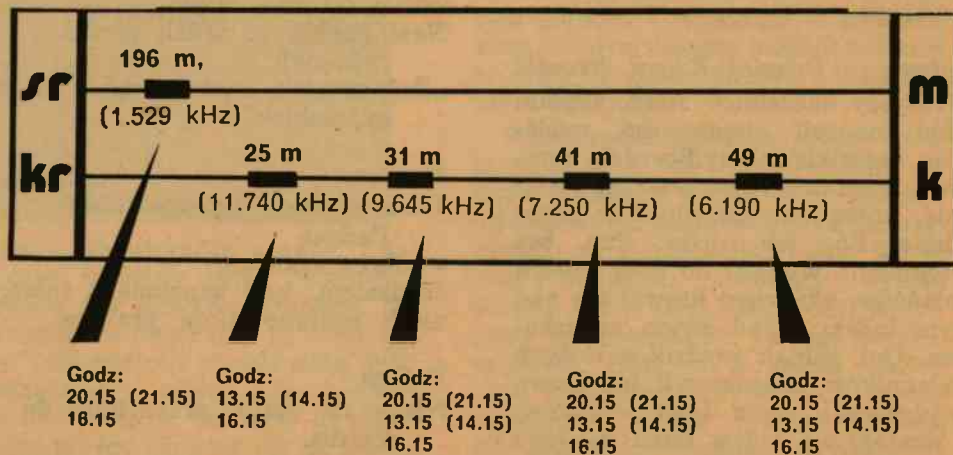 sr
196 m,
m
(1.529 kHz)
kr
25 m
31 m
41 m
49 m
k
(11.740 kHz)
(9.645 kHz)
(7.250 kHz)
(6.190 kHz)
Godz:
20.15 (21.15)
16.15
Godz:
13.15 (14.15)
16.15
Godz:
20.15 (21.15)
13.15 (14.15)
16.15
Godz:
20.15 (21.15)
13.15 (14.15)
16.15
Godz:
20.15 (21.15)
13.15 (14.15)
16.15